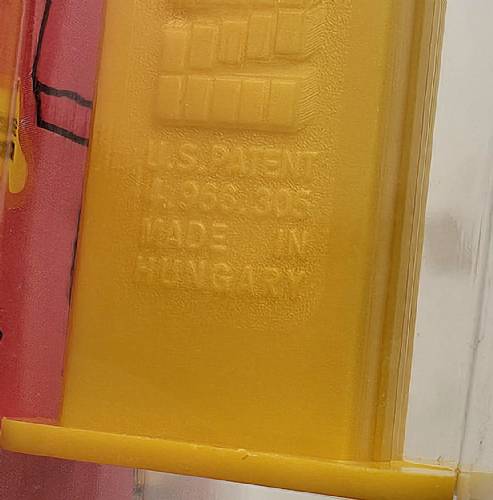 U.S. PATENT
4.966.305
MADE IN
HUNGARY